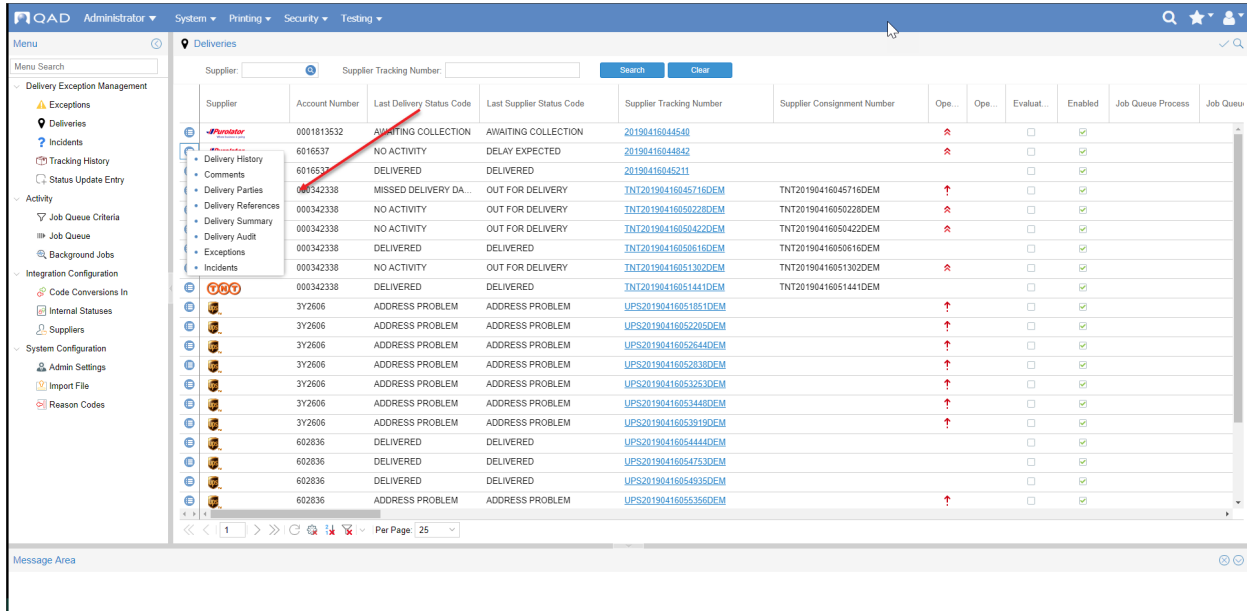 QAD Administrator System Printing Security Testing
Menu
Deliveries
Menu Search
Supplier: Supplier Tracking Number: Search Clear
Delivery Exception Management
Exceptions
Deliveries
Incidents
Tracking History
Status Update Entry
Activity
Job Queue Criteria
Job Queue
Background Jobs
Integration Configuration
Code Conversions In
Internal Statuses
Suppliers
System Configuration
Admin Settings
Import File
Reason Codes
Supplier Account Number Last Delivery Status Code Last Supplier Status Code Supplier Tracking Number Supplier Consignment Number Ope... Ope... Evaluat... Enabled Job Queue Process Job Queu
Purolator 0001813532 AWAITING COLLECTION AWAITING COLLECTION 20190416044540
6016537 NO ACTIVITY DELAY EXPECTED 20190416044842
6016537 DELIVERED DELIVERED 20190416045211
000342338 MISSED DELIVERY DA... OUT FOR DELIVERY TNT20190416045716DEM TNT20190416045716DEM
000342338 NO ACTIVITY OUT FOR DELIVERY TNT20190416050228DEM TNT20190416050228DEM
000342338 NO ACTIVITY OUT FOR DELIVERY TNT20190416050422DEM TNT20190416050422DEM
000342338 DELIVERED DELIVERED TNT20190416050616DEM TNT20190416050616DEM
000342338 NO ACTIVITY OUT FOR DELIVERY TNT20190416051302DEM TNT20190416051302DEM
TNT 000342338 DELIVERED DELIVERED TNT20190416051441DEM TNT20190416051441DEM
ups 3Y2606 ADDRESS PROBLEM ADDRESS PROBLEM UPS20190416051851DEM
ups 3Y2606 ADDRESS PROBLEM ADDRESS PROBLEM UPS20190416052205DEM
ups 3Y2606 ADDRESS PROBLEM ADDRESS PROBLEM UPS20190416052644DEM
ups 3Y2606 ADDRESS PROBLEM ADDRESS PROBLEM UPS20190416052838DEM
ups 3Y2606 ADDRESS PROBLEM ADDRESS PROBLEM UPS20190416053253DEM
ups 3Y2606 ADDRESS PROBLEM ADDRESS PROBLEM UPS20190416053448DEM
ups 3Y2606 ADDRESS PROBLEM ADDRESS PROBLEM UPS20190416053919DEM
ups 602836 DELIVERED DELIVERED UPS20190416054444DEM
ups 602836 DELIVERED DELIVERED UPS20190416054753DEM
ups 602836 DELIVERED DELIVERED UPS20190416054935DEM
ups 602836 ADDRESS PROBLEM ADDRESS PROBLEM UPS20190416055356DEM
Delivery History
Comments
Delivery Parties
Delivery References
Delivery Summary
Delivery Audit
Exceptions
Incidents
1 Per Page: 25
Message Area